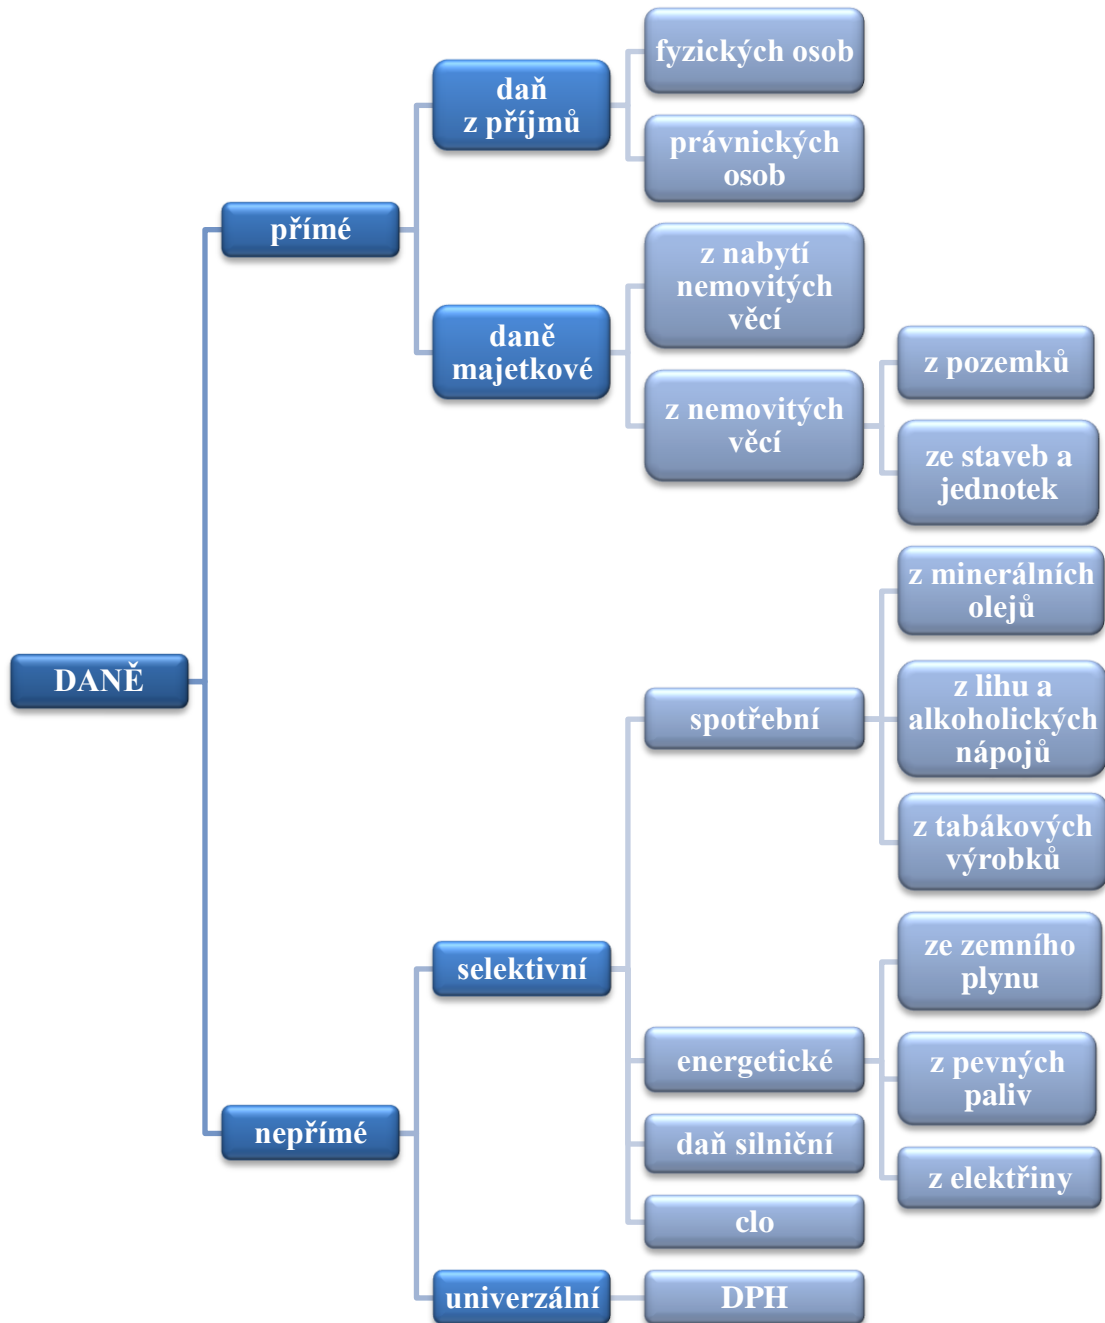 DANĚ
přímé
daň
z příjmů
fyzických osob
právnických
osob
daně
majetkové
z nabytí
nemovitých
věcí
z nemovitých
věcí
z pozemků
ze staveb a
jednotek
nepřímé
selektivní
spotřební
z minerálních
olejů
z lihu a
alkoholických
nápojů
z tabákových
výrobků
energetické
ze zemního
plynu
z pevných
paliv
z elektřiny
daň silniční
clo
univerzální
DPH